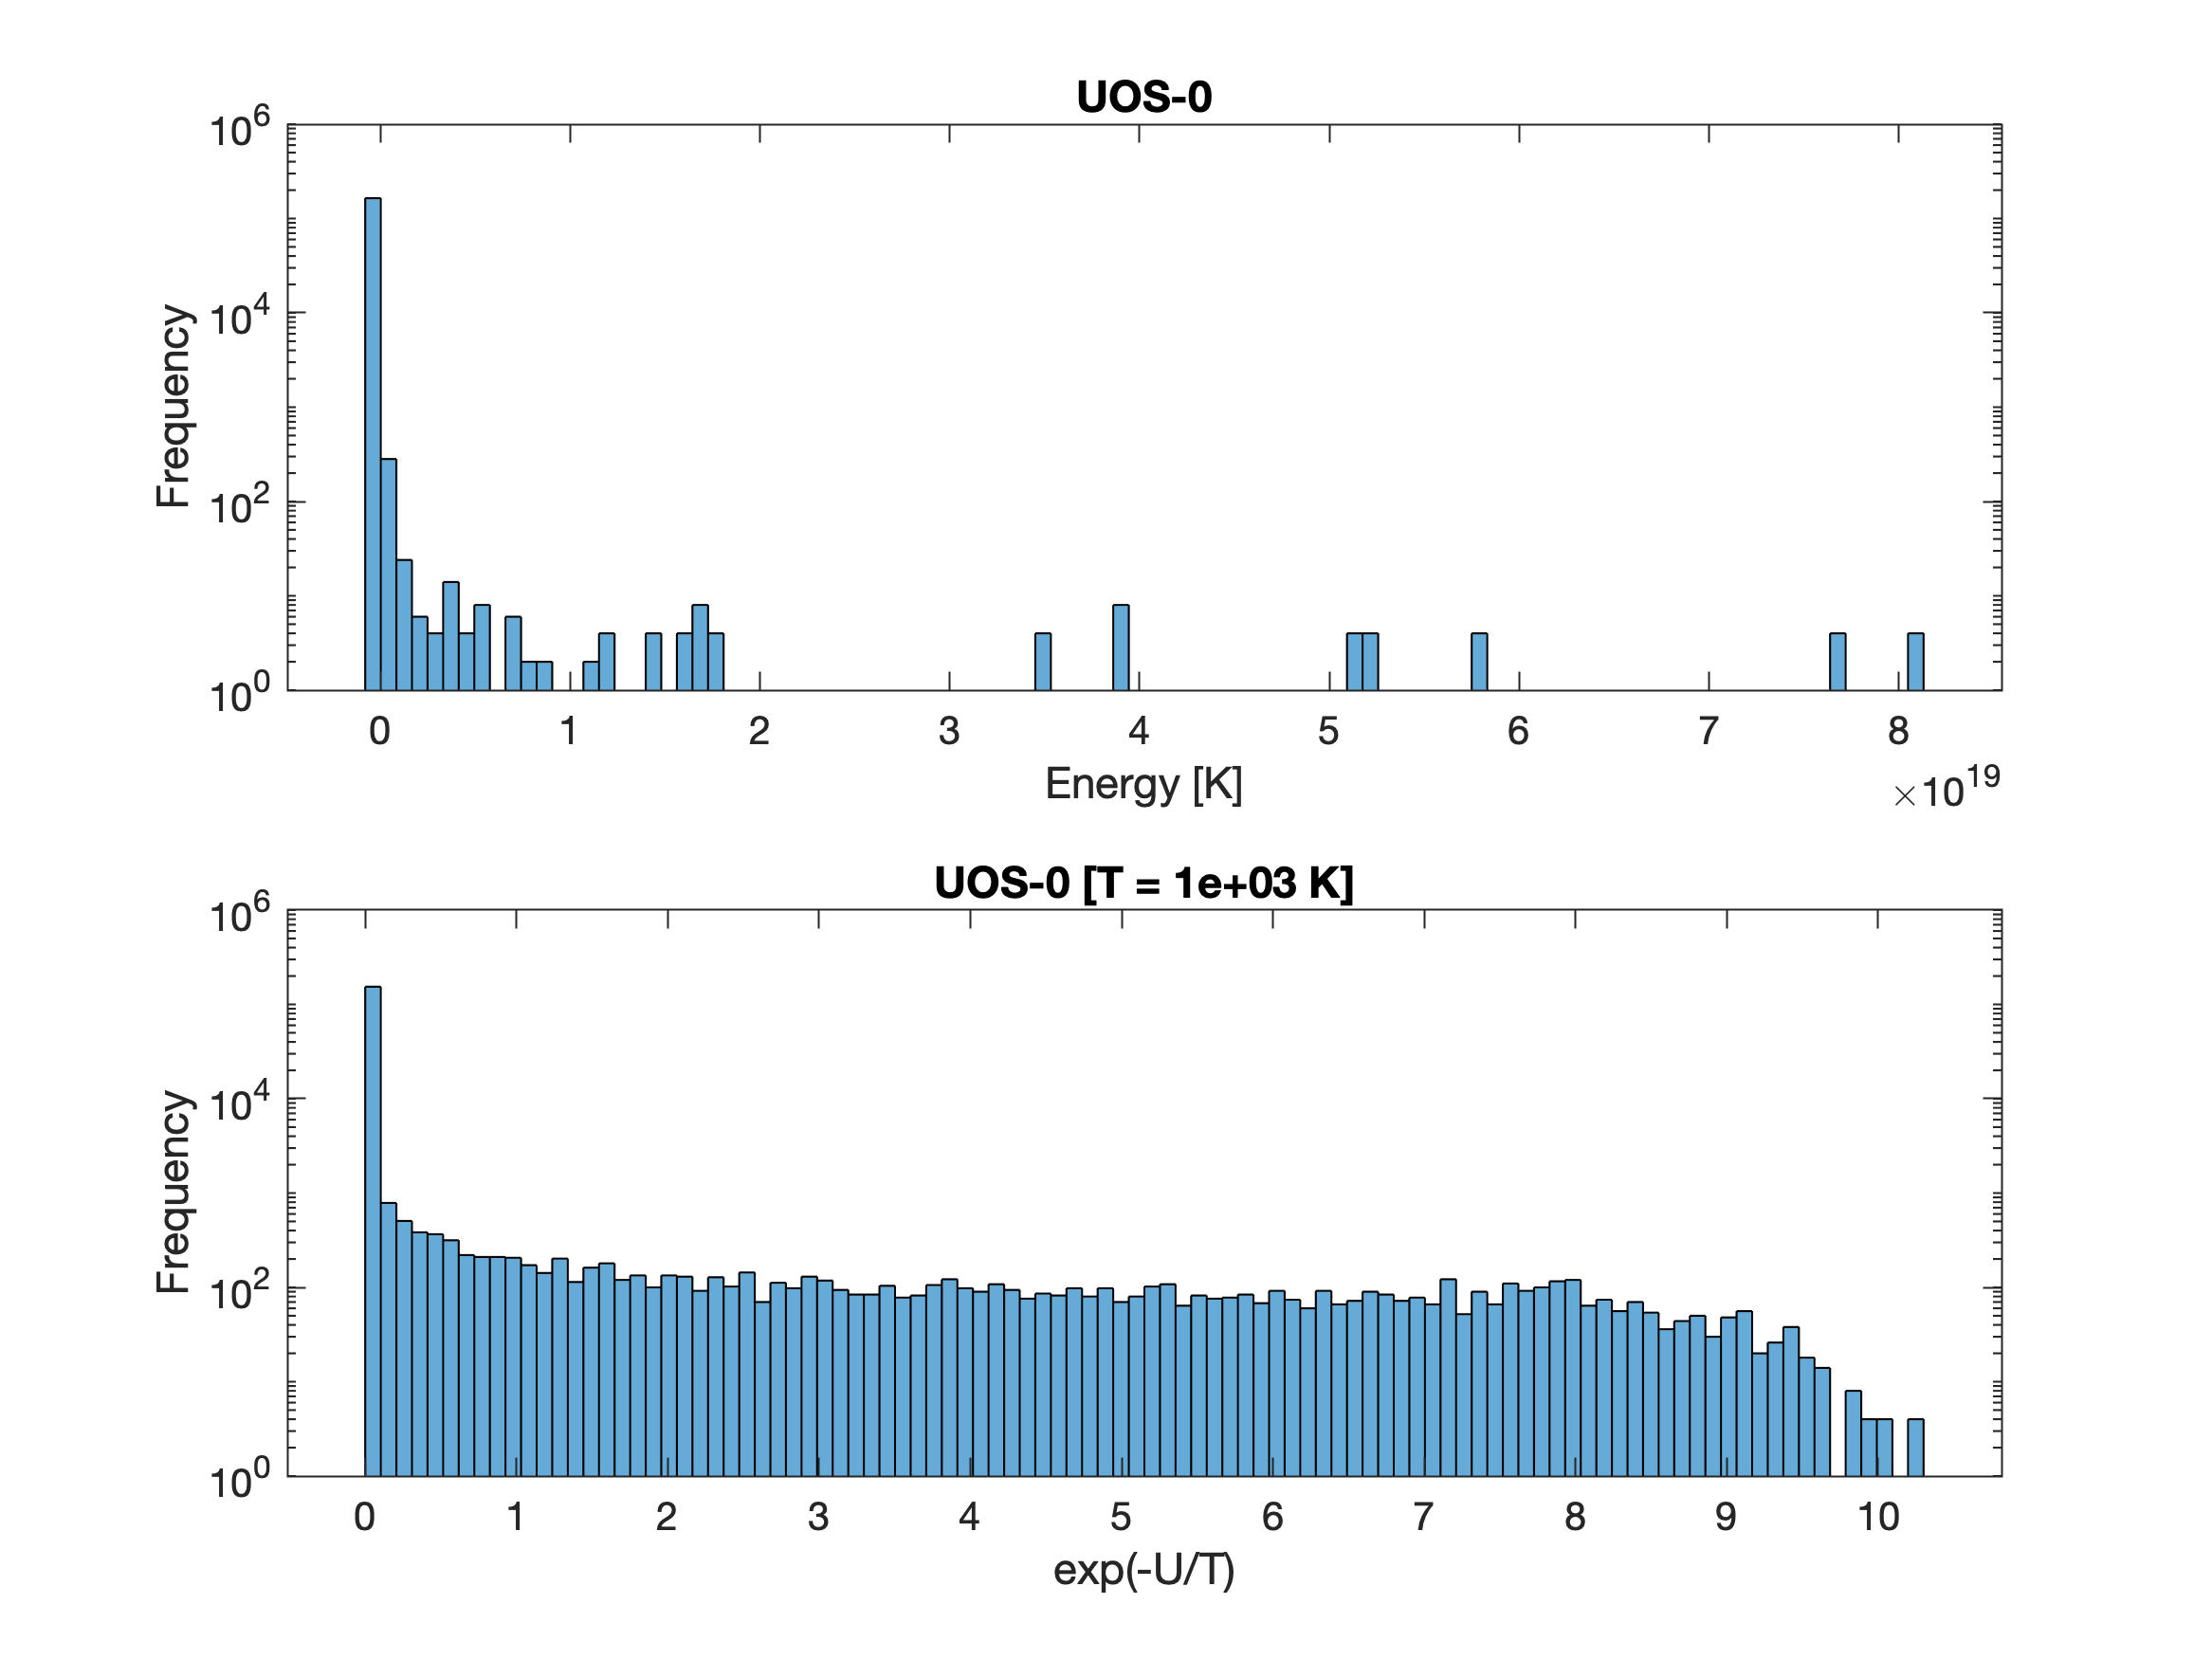 UOS-0
10^6
10^4
10^2
10^0
Frequency
0 1 2 3 4 5 6 7 8
Energy [K]
×10^19
UOS-0 [T = 1e+03 K]
10^6
10^4
10^2
10^0
Frequency
0 1 2 3 4 5 6 7 8 9 10
exp(-U/T)